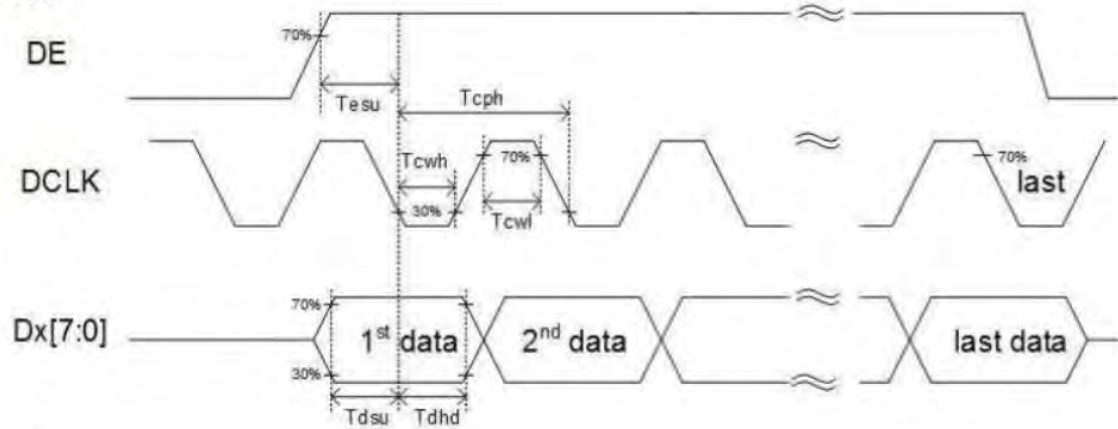 70%
DE
Tesu
Tcph
Tcwh
70%
70%
DCLK
last
30%
Tcwl
70%
Dx[7:0]
1st data
2nd data
last data
30%
Tdsu
Tdhd